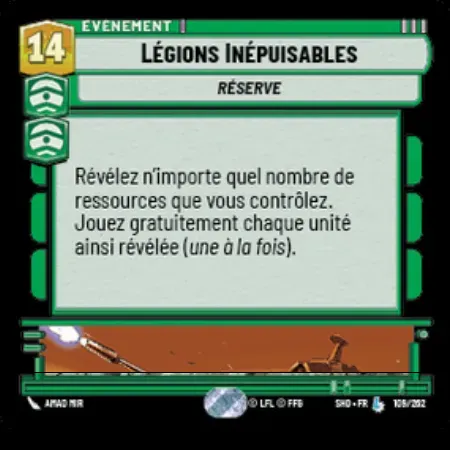 ÉVÉNEMENT
14
LÉGIONS INÉPUISABLES
RÉSERVE
Révélez n'importe quel nombre de
ressources que vous contrôlez.
Jouez gratuitement chaque unité
ainsi révélée (une à la fois).
AMAD MIR
© LFL © FFG
SHD • FR
109/262